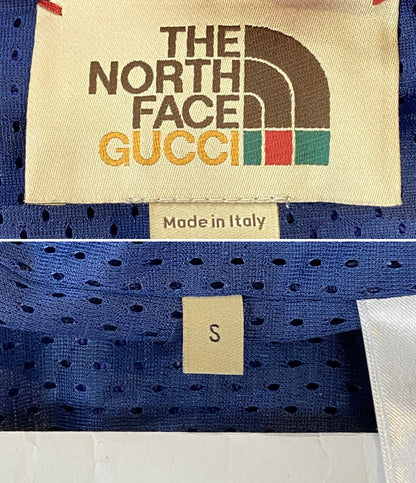 THE
NORTH
FACE
GUCCI
Made in Italy
S